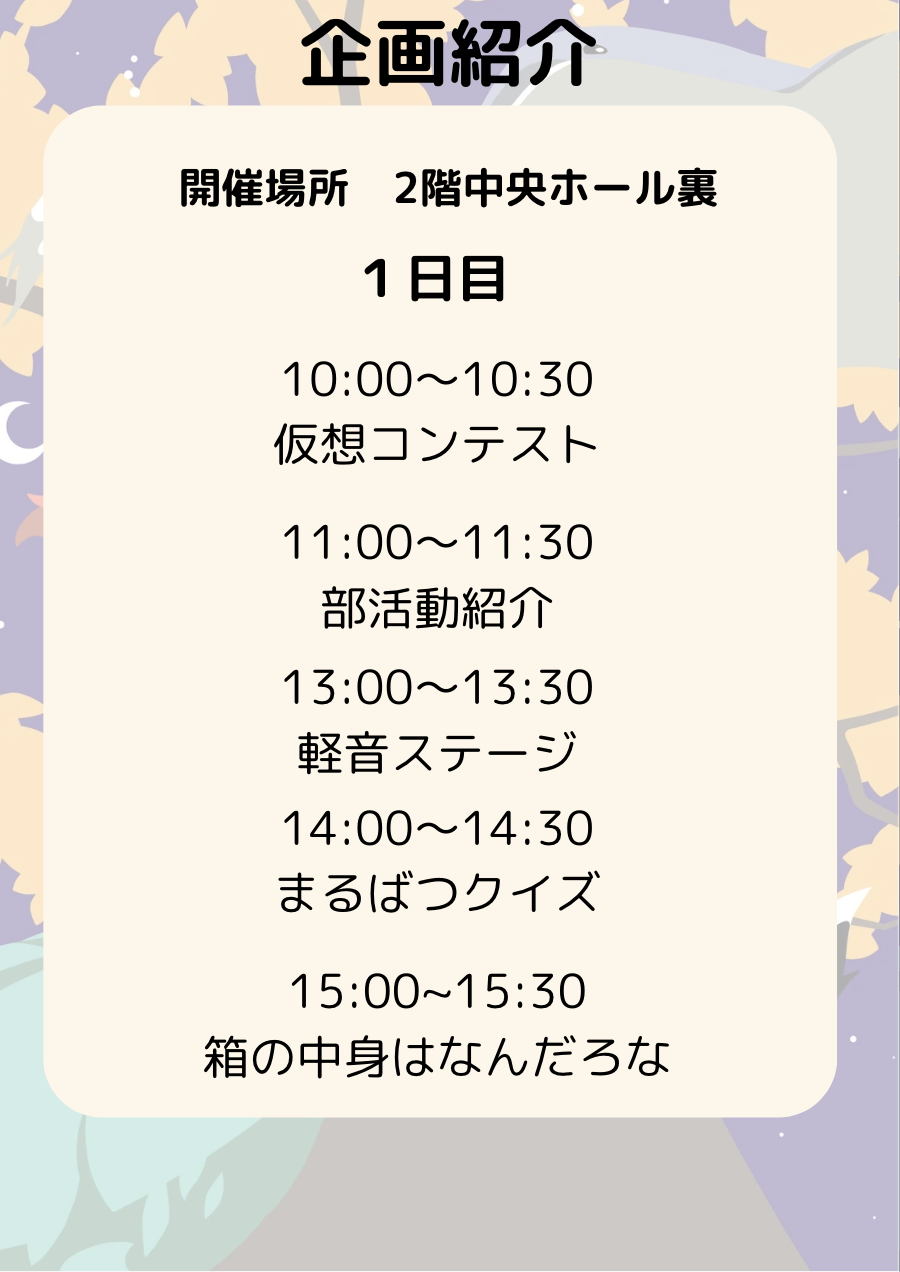 企画紹介
開催場所　2階中央ホール裏
１日目
10:00〜10:30
仮想コンテスト
11:00〜11:30
部活動紹介
13:00〜13:30
軽音ステージ
14:00〜14:30
まるばつクイズ
15:00~15:30
箱の中身はなんだろな